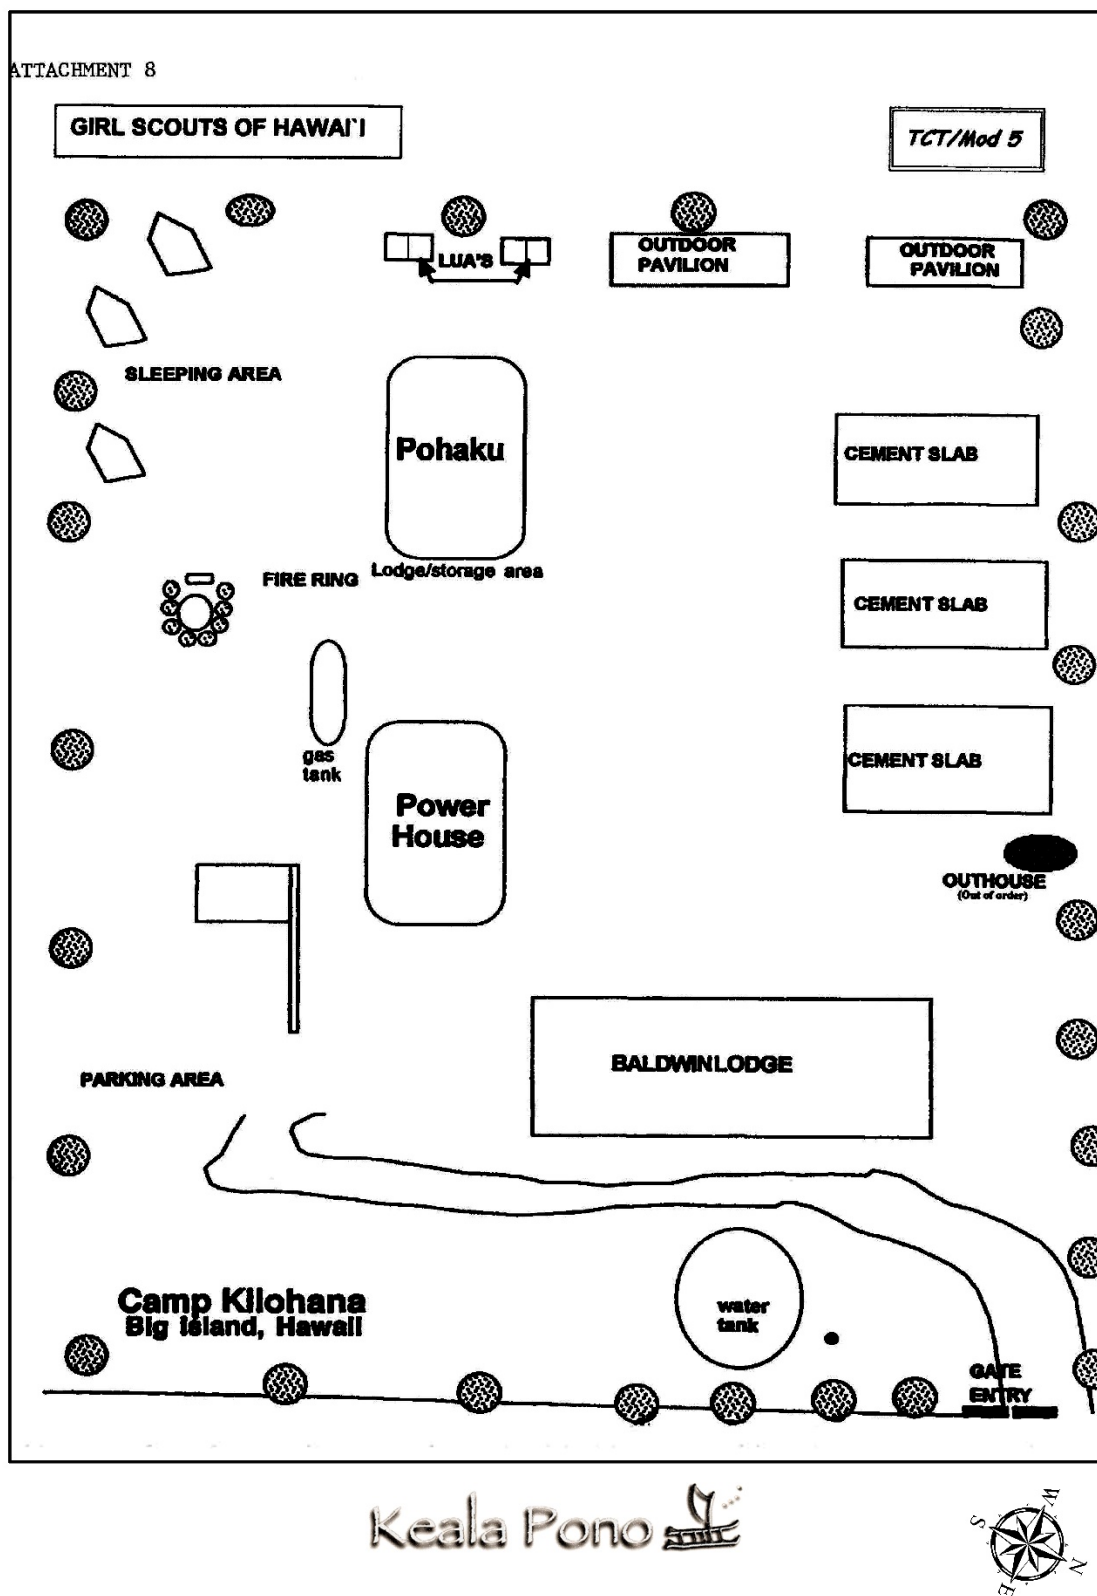 ATTACHMENT 8
GIRL SCOUTS OF HAWAI`I
TCT/Mod 5
LUA'S
OUTDOOR
PAVILION
OUTDOOR
PAVILION
SLEEPING AREA
Pohaku
CEMENT SLAB
Lodge/storage area
FIRE RING
CEMENT SLAB
gas
tank
CEMENT SLAB
Power
House
OUTHOUSE
(Out of order)
BALDWIN LODGE
PARKING AREA
Camp Kilohana
Big Island, Hawaii
water
tank
GATE
ENTRY
Keala Pono
W
S
N
E